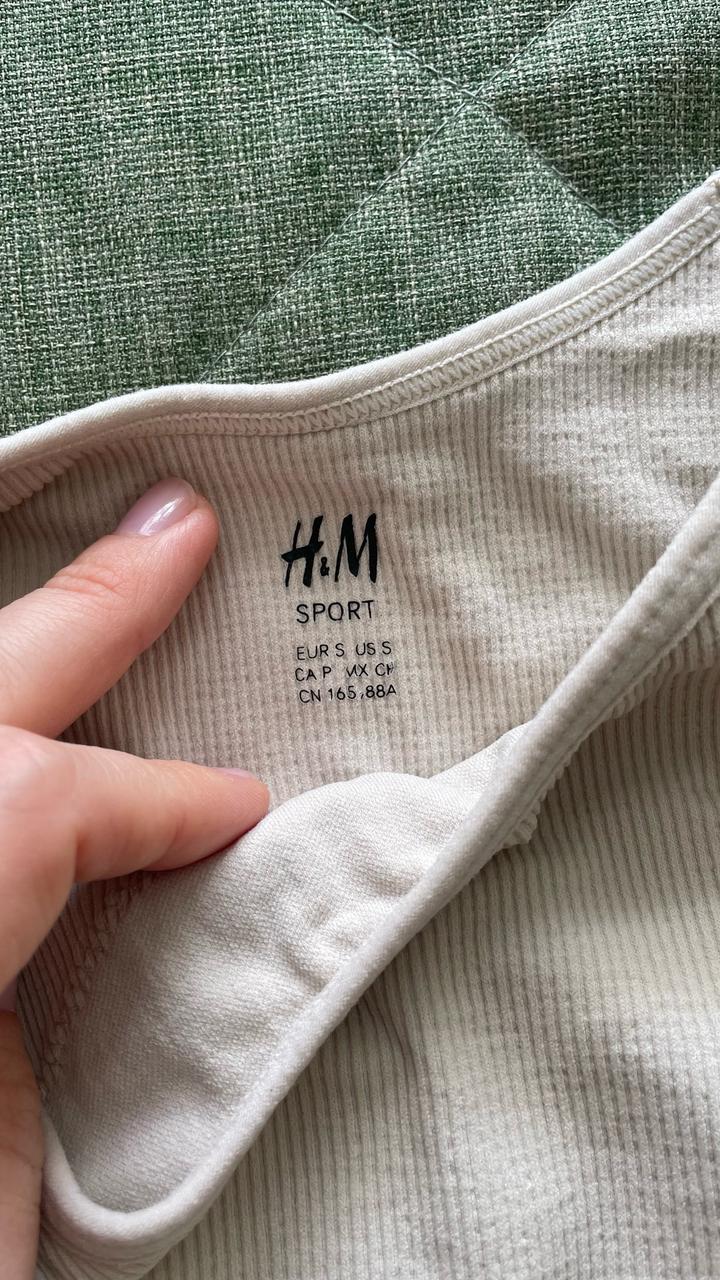 H&M
SPORT
EUR S US S
CA P MX CH
CN 165/88A